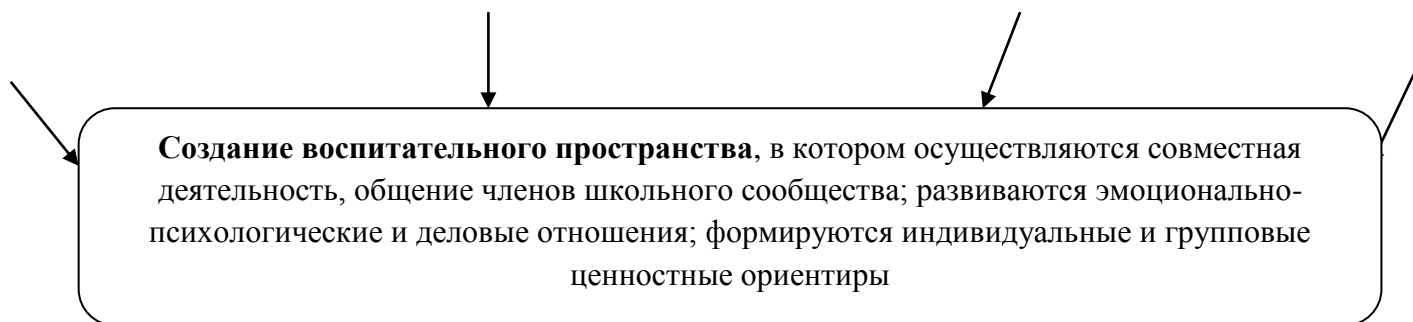 Создание воспитательного пространства, в котором осуществляются совместная
деятельность, общение членов школьного сообщества; развиваются эмоционально-
психологические и деловые отношения; формируются индивидуальные и групповые
ценностные ориентиры